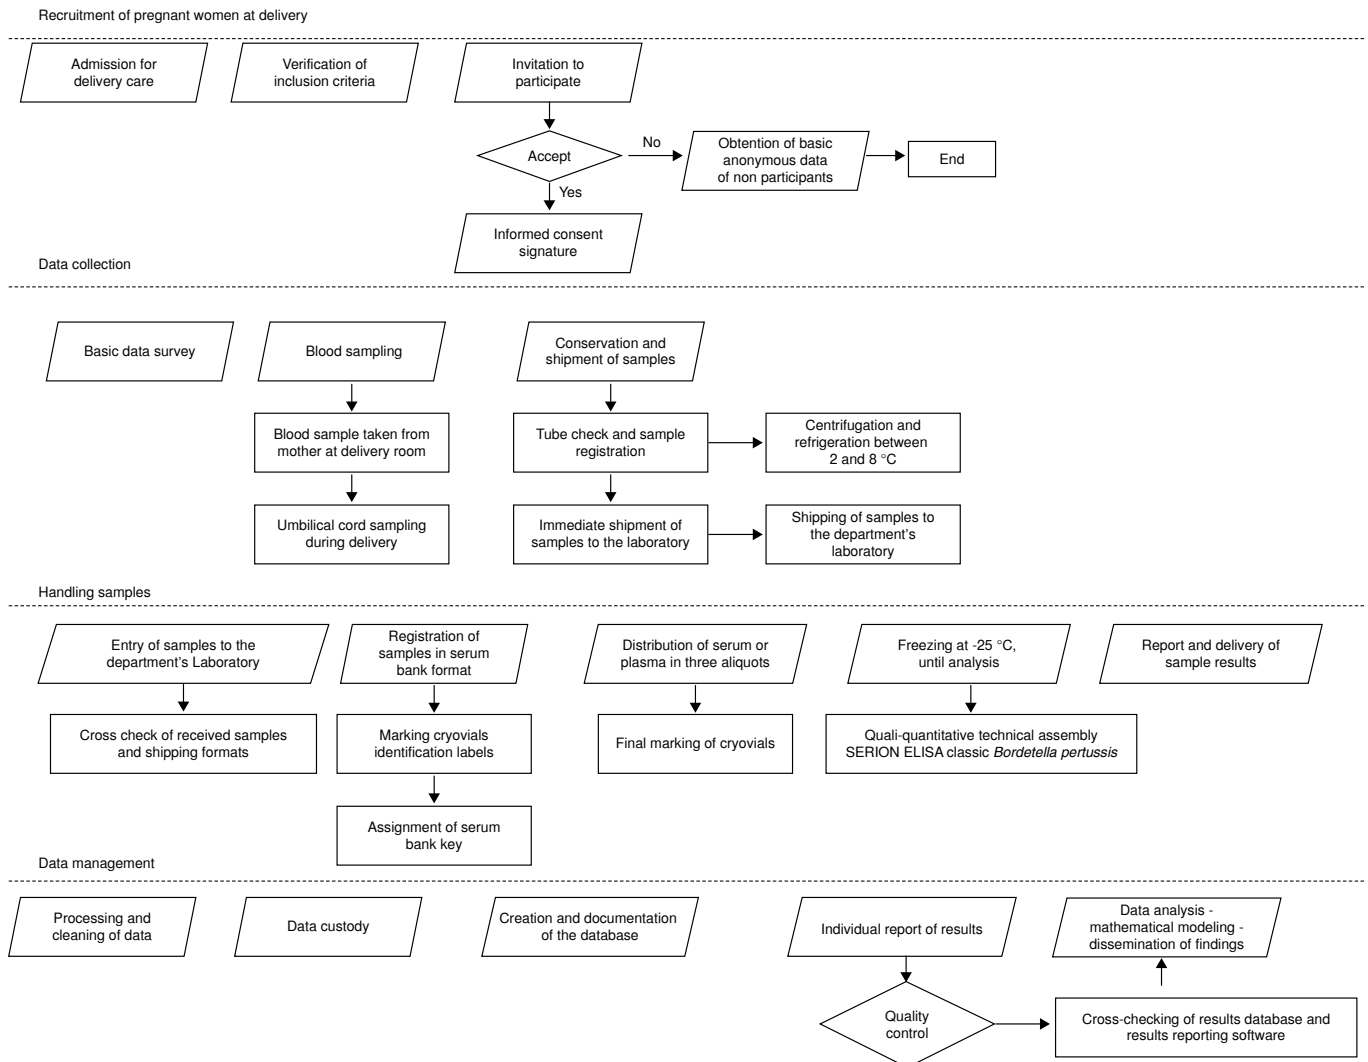 Recruitment of pregnant women at delivery
Admission for
delivery care
Verification of
inclusion criteria
Invitation to
participate
Accept
No
Obtention of basic
anonymous data
of non participants
End
Yes
Informed consent
signature
Data collection
Basic data survey
Blood sampling
Conservation and
shipment of samples
Blood sample taken from
mother at delivery room
Tube check and sample
registration
Centrifugation and
refrigeration between
2 and 8 °C
Umbilical cord sampling
during delivery
Immediate shipment of
samples to the laboratory
Shipping of samples to
the department's
laboratory
Handling samples
Entry of samples to the
department's Laboratory
Registration of
samples in serum
bank format
Distribution of serum or
plasma in three aliquots
Freezing at -25 °C,
until analysis
Report and delivery of
sample results
Cross check of received samples
and shipping formats
Marking cryovials
identification labels
Final marking of cryovials
Quali-quantitative technical assembly
SERION ELISA classic Bordetella pertussis
Assignment of serum
bank key
Data management
Processing and
cleaning of data
Data custody
Creation and documentation
of the database
Individual report of results
Data analysis -
mathematical modeling -
dissemination of findings
Quality
control
Cross-checking of results database and
results reporting software